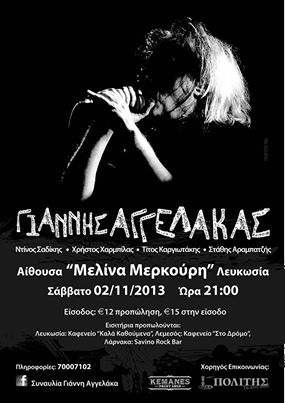 ΓΙΑΝΝΗΣ ΑΓΓΕΛΑΚΑΣ
Ντίνος Σαδίκης • Χρήστος Χαρμπίλας • Τίτος Καργιωτάκης • Στάθης Αραμπατζής
Αίθουσα “Μελίνα Μερκούρη” Λευκωσία
Σάββατο 02/11/2013 Ώρα 21:00
Είσοδος: €12 προπώληση, €15 στην είσοδο
Εισιτήρια προπωλούνται:
Λευκωσία: Καφενείο “Καλά Καθούμενα”, Λεμεσός: Καφενείο “Στο Δρόμο”,
Λάρνακα: Savino Rock Bar
Πληροφορίες: 70007102
f Συναυλία Γιάννη Αγγελάκα
KEMANES
PRINT SHOP
Χορηγός Επικοινωνίας:
ΠΟΛΙΤΗΣ